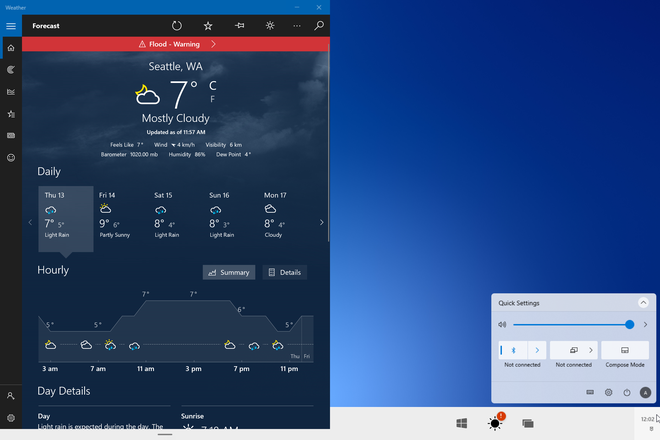 Weather
Forecast
Flood - Warning
Seattle, WA
7° C
F
Mostly Cloudy
Updated as of 11:57 AM
Feels Like 7° Wind 4 km/h Visibility 6 km
Barometer 1020.00 mb Humidity 86% Dew Point 4°
Daily
Thu 13
7° 5°
Light Rain
Fri 14
9° 6°
Partly Sunny
Sat 15
8° 4°
Light Rain
Sun 16
8° 3°
Light Rain
Mon 17
8° 4°
Cloudy
Hourly
Summary
Details
5° 5° 7° 7° 6° 5°
Thu Fri
3 am 7 am 11 am 3 pm 7 pm 11 pm
Day Details
Day
Light rain is expected during the day. The
Sunrise
Quick Settings
Not connected
Not connected
Compose Mode
A
12:02